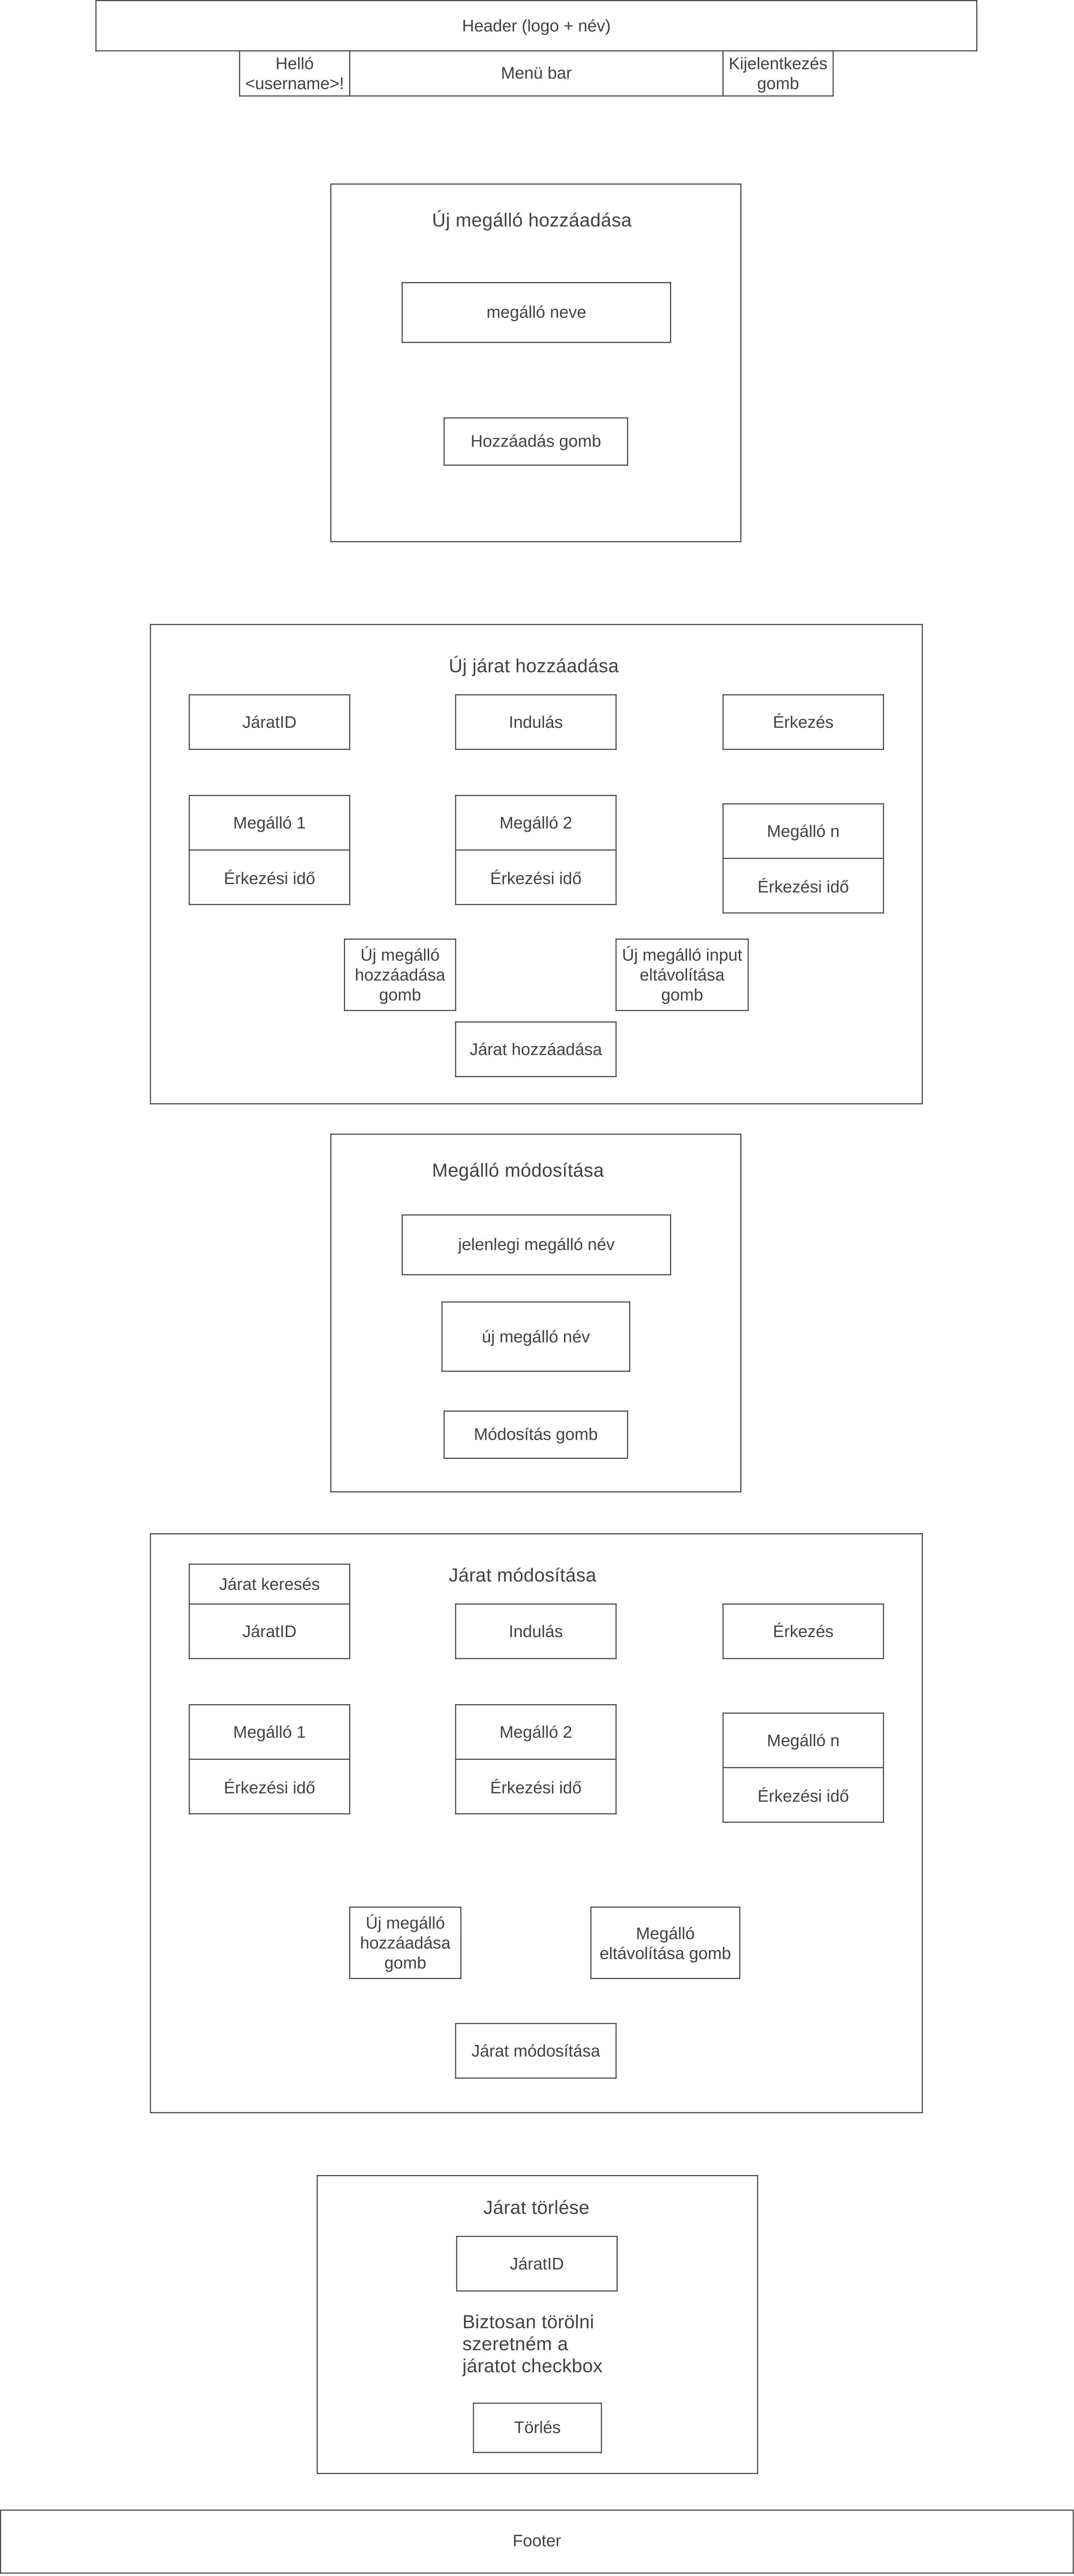 Header (logo + név)
Helló
<username>!
Menü bar
Kijelentkezés
gomb
Új megálló hozzáadása
megálló neve
Hozzáadás gomb
Új járat hozzáadása
JáratID
Indulás
Érkezés
Megálló 1
Megálló 2
Megálló n
Érkezési idő
Érkezési idő
Érkezési idő
Új megálló
hozzáadása
gomb
Új megálló input
eltávolítása
gomb
Járat hozzáadása
Megálló módosítása
jelenlegi megálló név
új megálló név
Módosítás gomb
Járat módosítása
Járat keresés
JáratID
Indulás
Érkezés
Megálló 1
Megálló 2
Megálló n
Érkezési idő
Érkezési idő
Érkezési idő
Új megálló
hozzáadása
gomb
Megálló
eltávolítása gomb
Járat módosítása
Járat törlése
JáratID
Biztosan törölni
szeretném a
járatot checkbox
Törlés
Footer